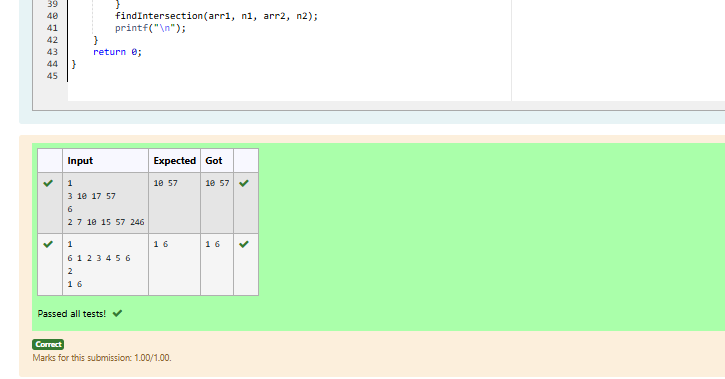 39 }
40 findIntersection(arr1, n1, arr2, n2);
41 printf("\n");
42 }
43 return 0;
44 }
45
Input Expected Got
1 10 57 10 57
3 10 17 57
6
2 7 10 15 57 246
1 1 6 1 6
6 1 2 3 4 5 6
2
1 6
Passed all tests!
Correct
Marks for this submission: 1.00/1.00.